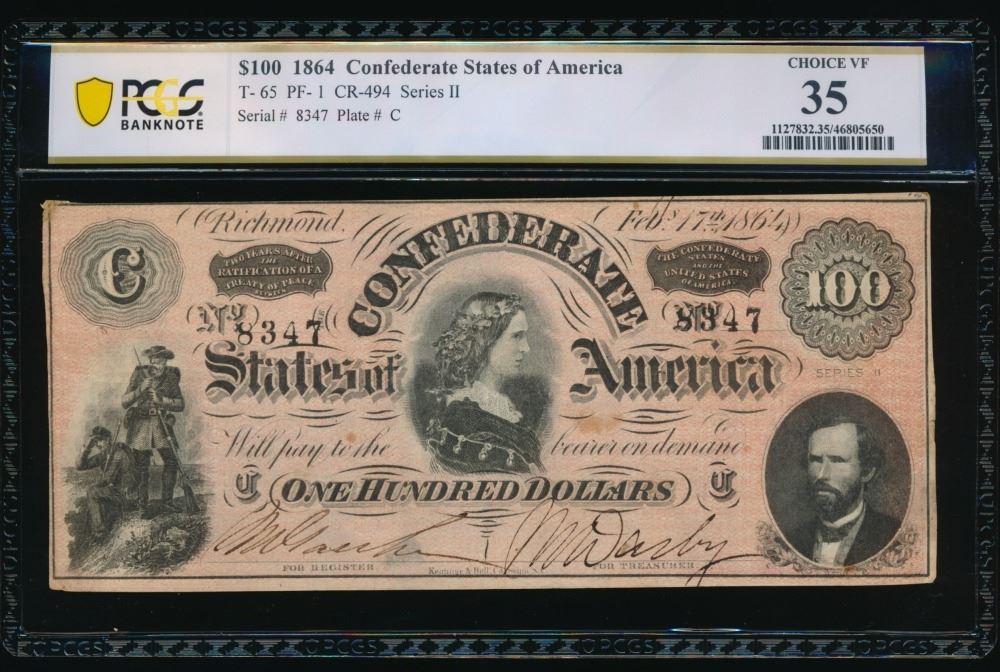 $100 1864 Confederate States of America
T- 65 PF- 1 CR-494 Series II
Serial # 8347 Plate # C
PCGS
BANKNOTE
CHOICE VF
35
1127832.35/46805650
Richmond, Feby. 17th 1864
C
TWO YEARS AFTER
THE
RATIFICATION OF A
TREATY OF PEACE
BETWEEN
CONFEDERATE
THE CONFEDERATE
STATES
AND THE
UNITED STATES
OF AMERICA.
100
No 8347
No 8347
States of America
SERIES II
Will pay to the bearer on demand
C ONE HUNDRED DOLLARS C
FOR REGISTER
Keatinge & Ball, Columbia, S.C.
FOR TREASURER